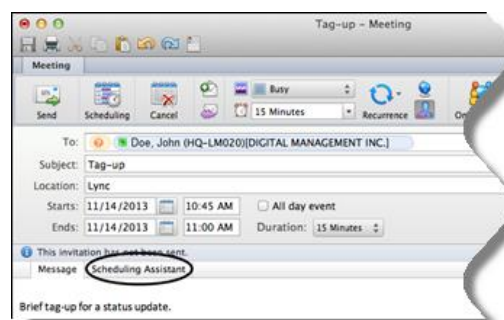 Tag-up - Meeting
Meeting
Busy
Send Scheduling Cancel 15 Minutes Recurrence
To: Doe, John (HQ-LM020)[DIGITAL MANAGEMENT INC.]
Subject: Tag-up
Location: Lync
Starts: 11/14/2013 10:45 AM All day event
Ends: 11/14/2013 11:00 AM Duration: 15 Minutes
This invitation has not been sent.
Message Scheduling Assistant
Brief tag-up for a status update.